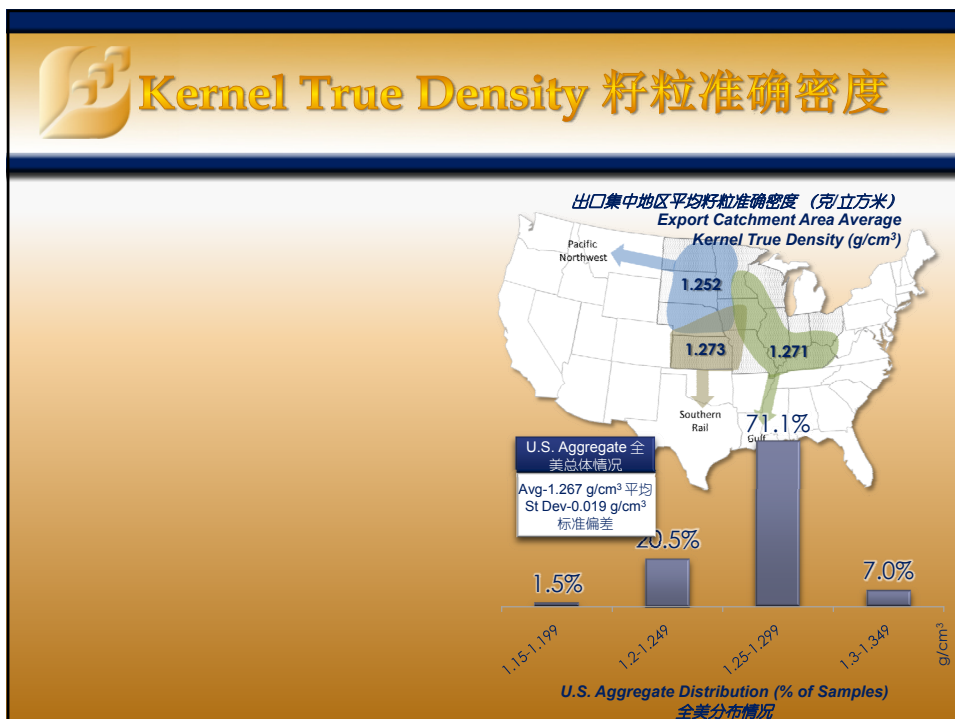 Kernel True Density 籽粒准确密度
出口集中地区平均籽粒准确密度 （克/立方米）
Export Catchment Area Average
Kernel True Density (g/cm³)
Pacific
Northwest
1.252
1.273
1.271
Southern
Rail
Gulf
U.S. Aggregate 全
美总体情况
Avg-1.267 g/cm³ 平均
St Dev-0.019 g/cm³
标准偏差
1.5%
20.5%
71.1%
7.0%
1.15-1.199
1.2-1.249
1.25-1.299
1.3-1.349
g/cm³
U.S. Aggregate Distribution (% of Samples)
全美分布情况